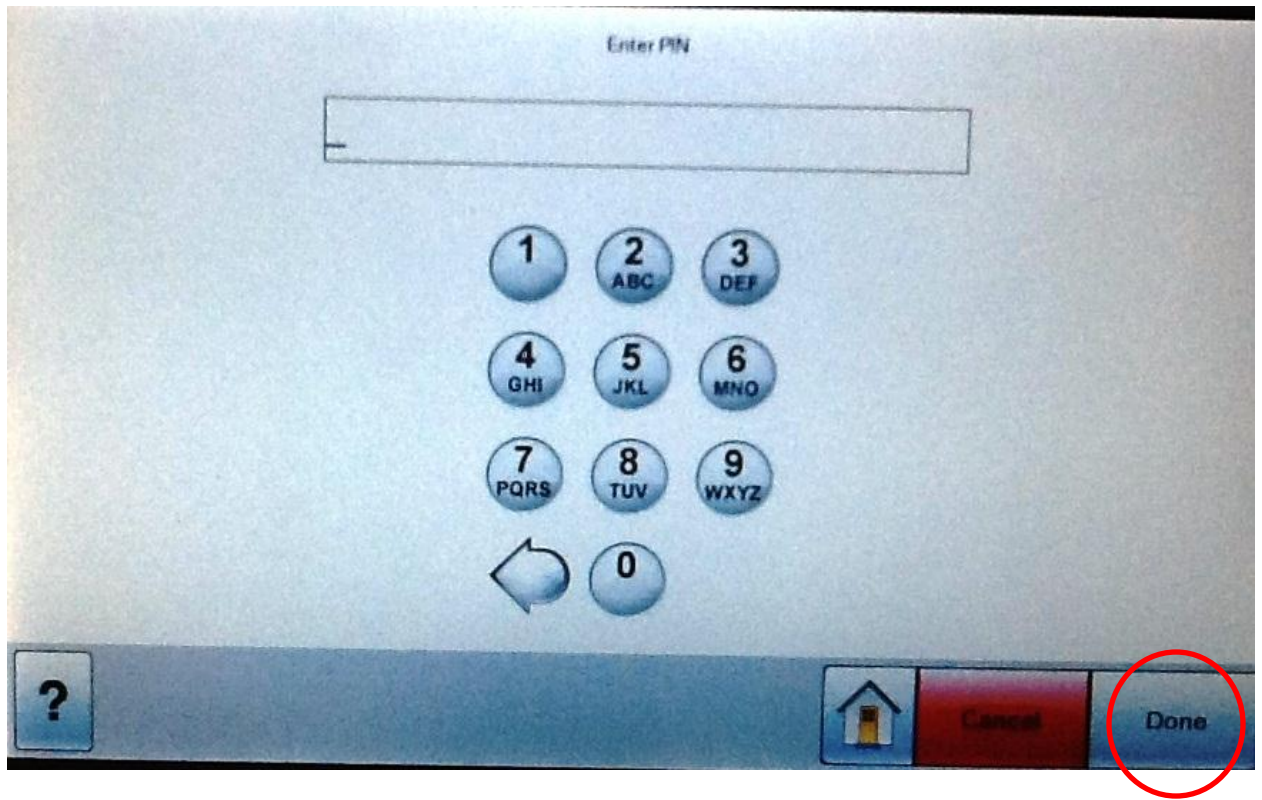 Enter PIN
1 2 3
ABC DEF
4 5 6
GHI JKL MNO
7 8 9
PQRS TUV WXYZ
0
? Cancel Done